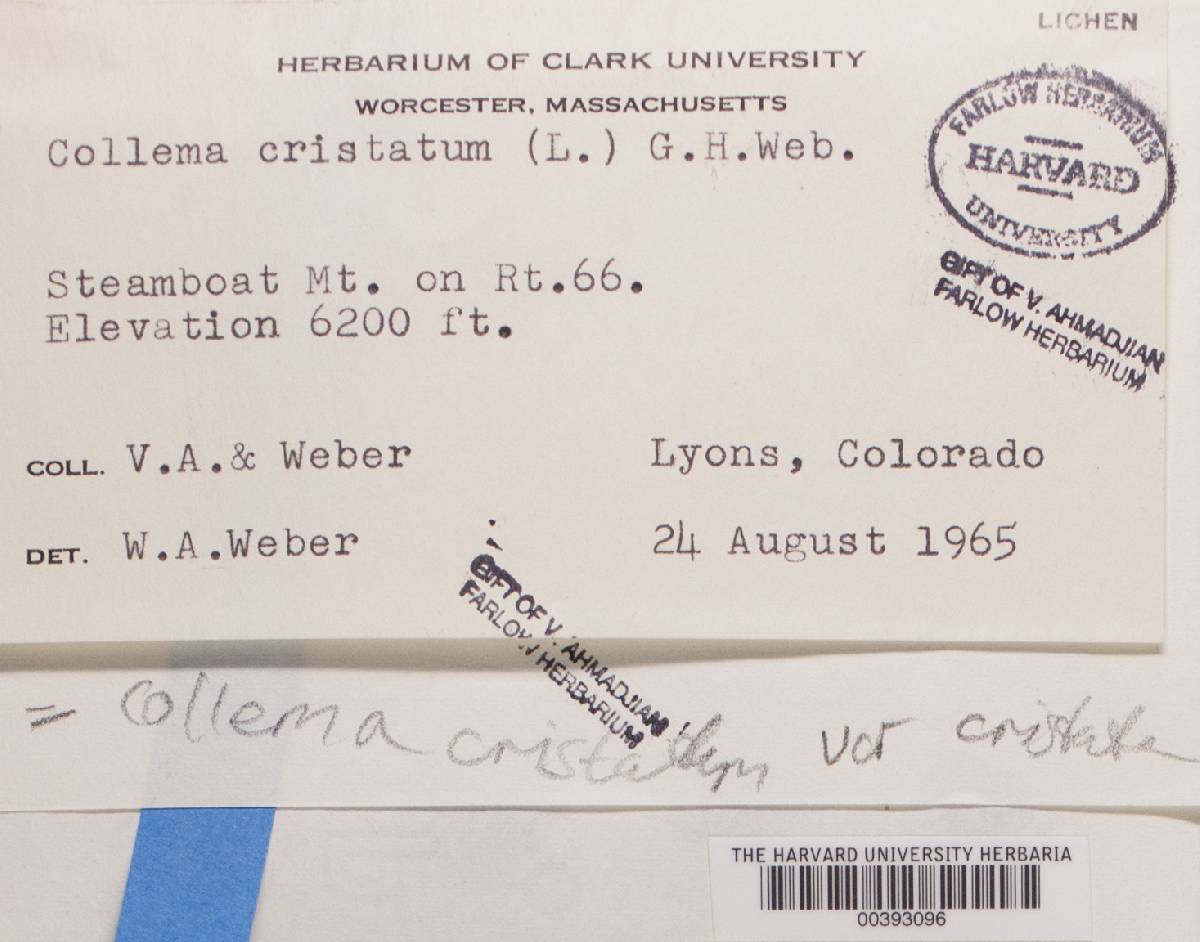 LICHEN
HERBARIUM OF CLARK UNIVERSITY
WORCESTER, MASSACHUSETTS
Collema cristatum (L.) G.H.Web.
FARLOW HERBARIUM
HARVARD
UNIVERSITY
GIFT OF V. AHMADJIAN
FARLOW HERBARIUM
Steamboat Mt. on Rt.66.
Elevation 6200 ft.
COLL. V.A.& Weber
Lyons, Colorado
DET. W.A.Weber
24 August 1965
GIFT OF V. AHMADJIAN
FARLOW HERBARIUM
= Collema cristatum var
THE HARVARD UNIVERSITY HERBARIA
00393096